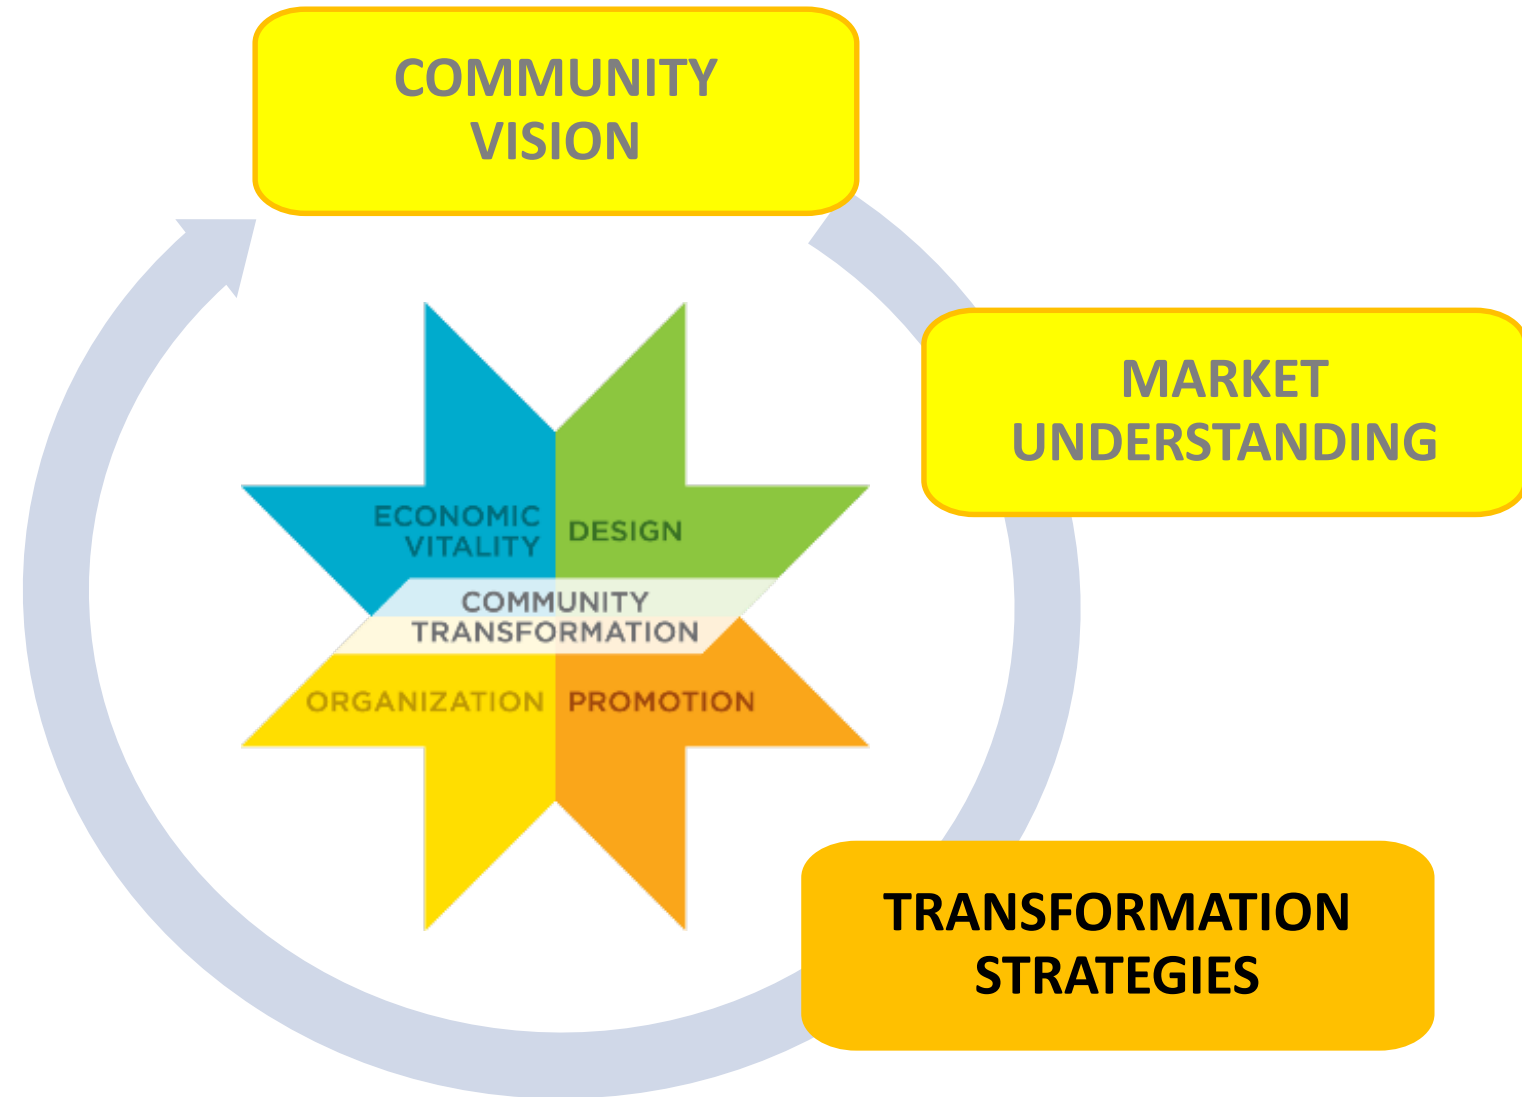 COMMUNITY
VISION
MARKET
UNDERSTANDING
ECONOMIC
VITALITY
DESIGN
COMMUNITY
TRANSFORMATION
ORGANIZATION
PROMOTION
TRANSFORMATION
STRATEGIES